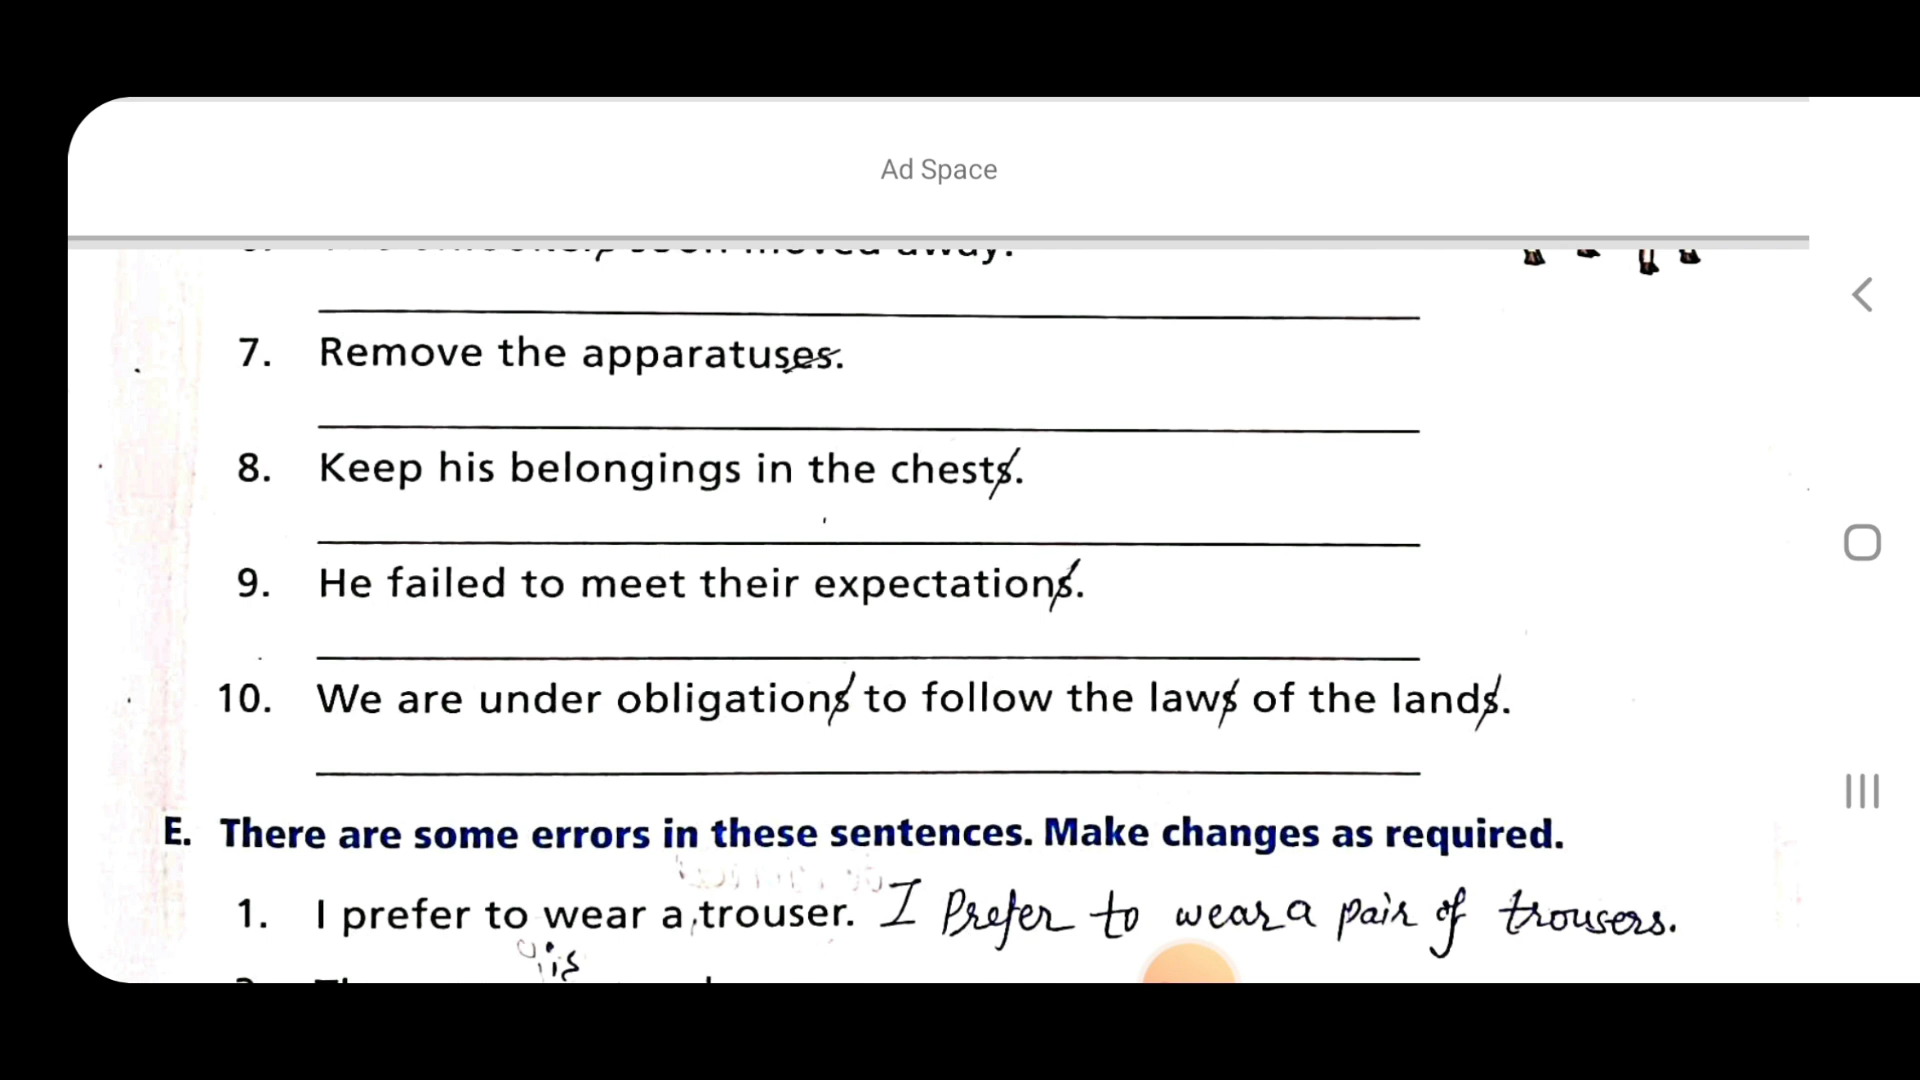 Ad Space
moved away.
7. Remove the apparatuses.
8. Keep his belongings in the chests.
9. He failed to meet their expectations.
10. We are under obligations to follow the laws of the lands.
E. There are some errors in these sentences. Make changes as required.
1. I prefer to wear a trouser. I Prefer to wear a pair of trousers.
is